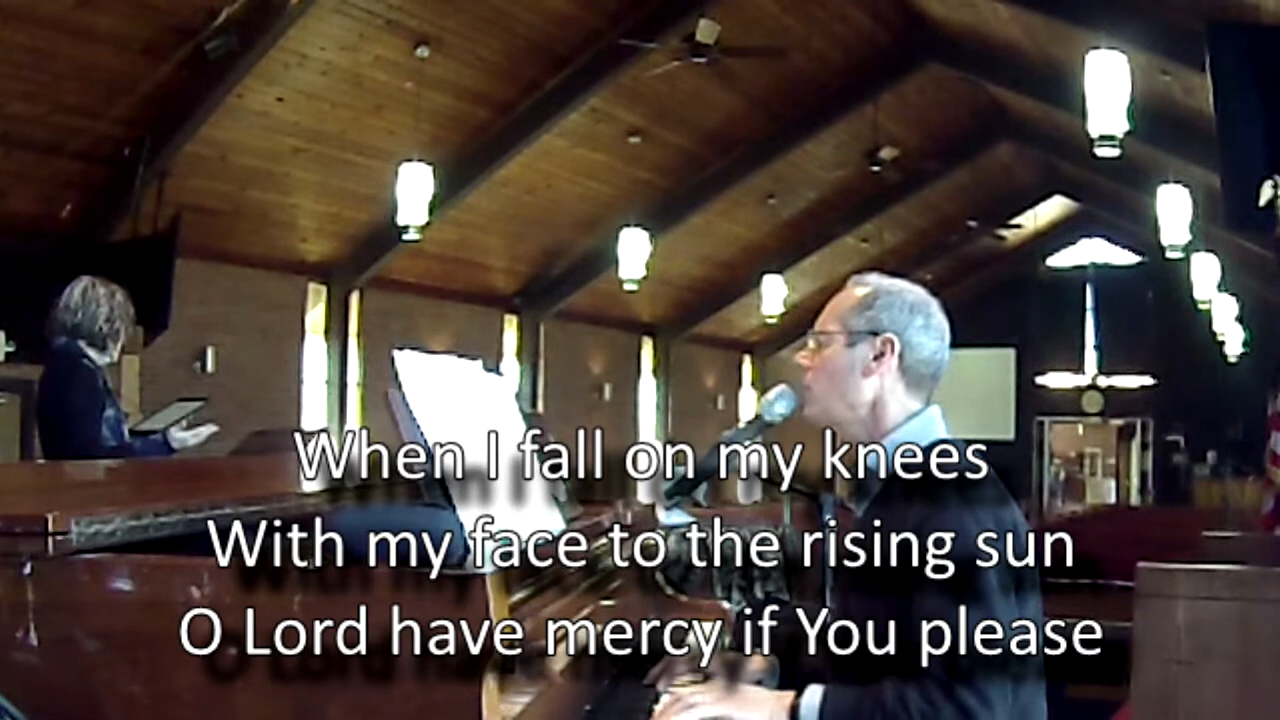 When I fall on my knees
With my face to the rising sun
O Lord have mercy if You please